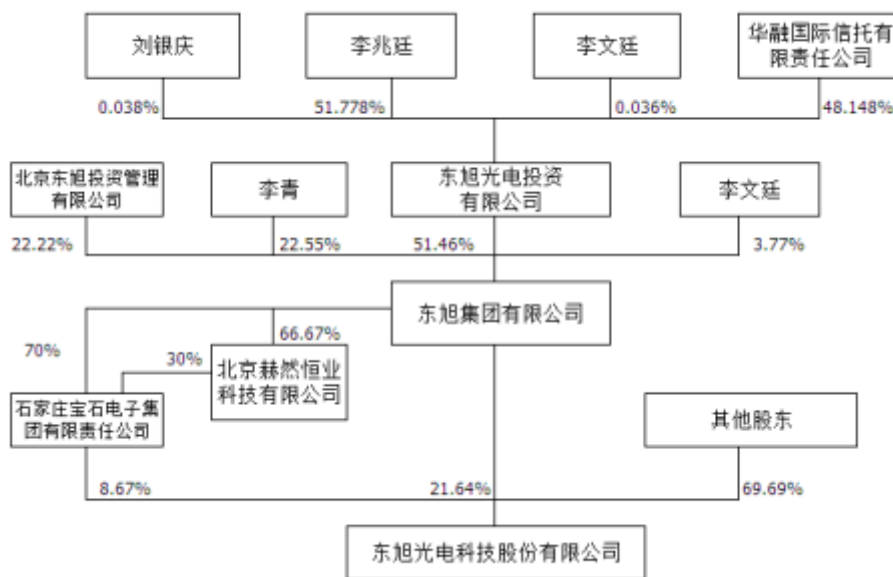 刘银庆
李兆廷
李文廷
华融国际信托有
限责任公司
0.038%
51.778%
0.036%
48.148%
北京东旭投资管理
有限公司
李青
东旭光电投资
有限公司
李文廷
22.22%
22.55%
51.46%
3.77%
东旭集团有限公司
70%
66.67%
30%
北京赫然恒业
科技有限公司
石家庄宝石电子集
团有限责任公司
其他股东
8.67%
21.64%
69.69%
东旭光电科技股份有限公司